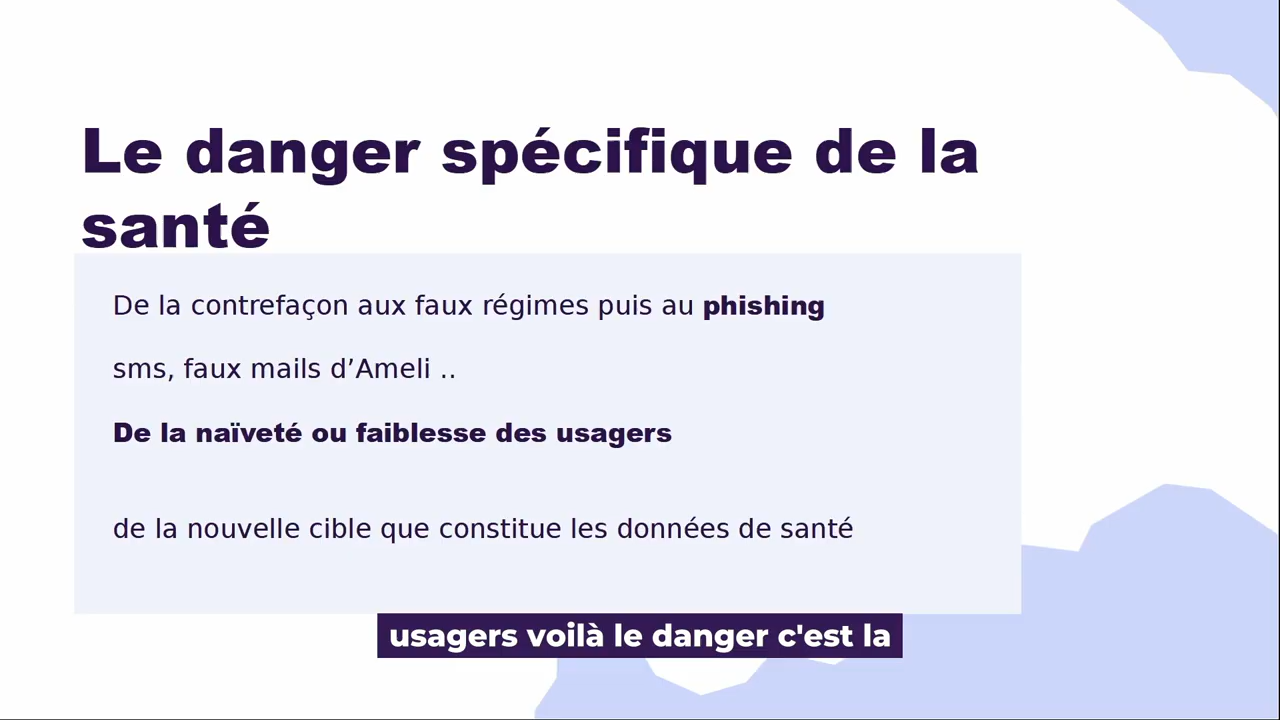 Le danger spécifique de la
santé
De la contrefaçon aux faux régimes puis au phishing
sms, faux mails d’Ameli ..
De la naïveté ou faiblesse des usagers
de la nouvelle cible que constitue les données de santé
usagers voilà le danger c'est la